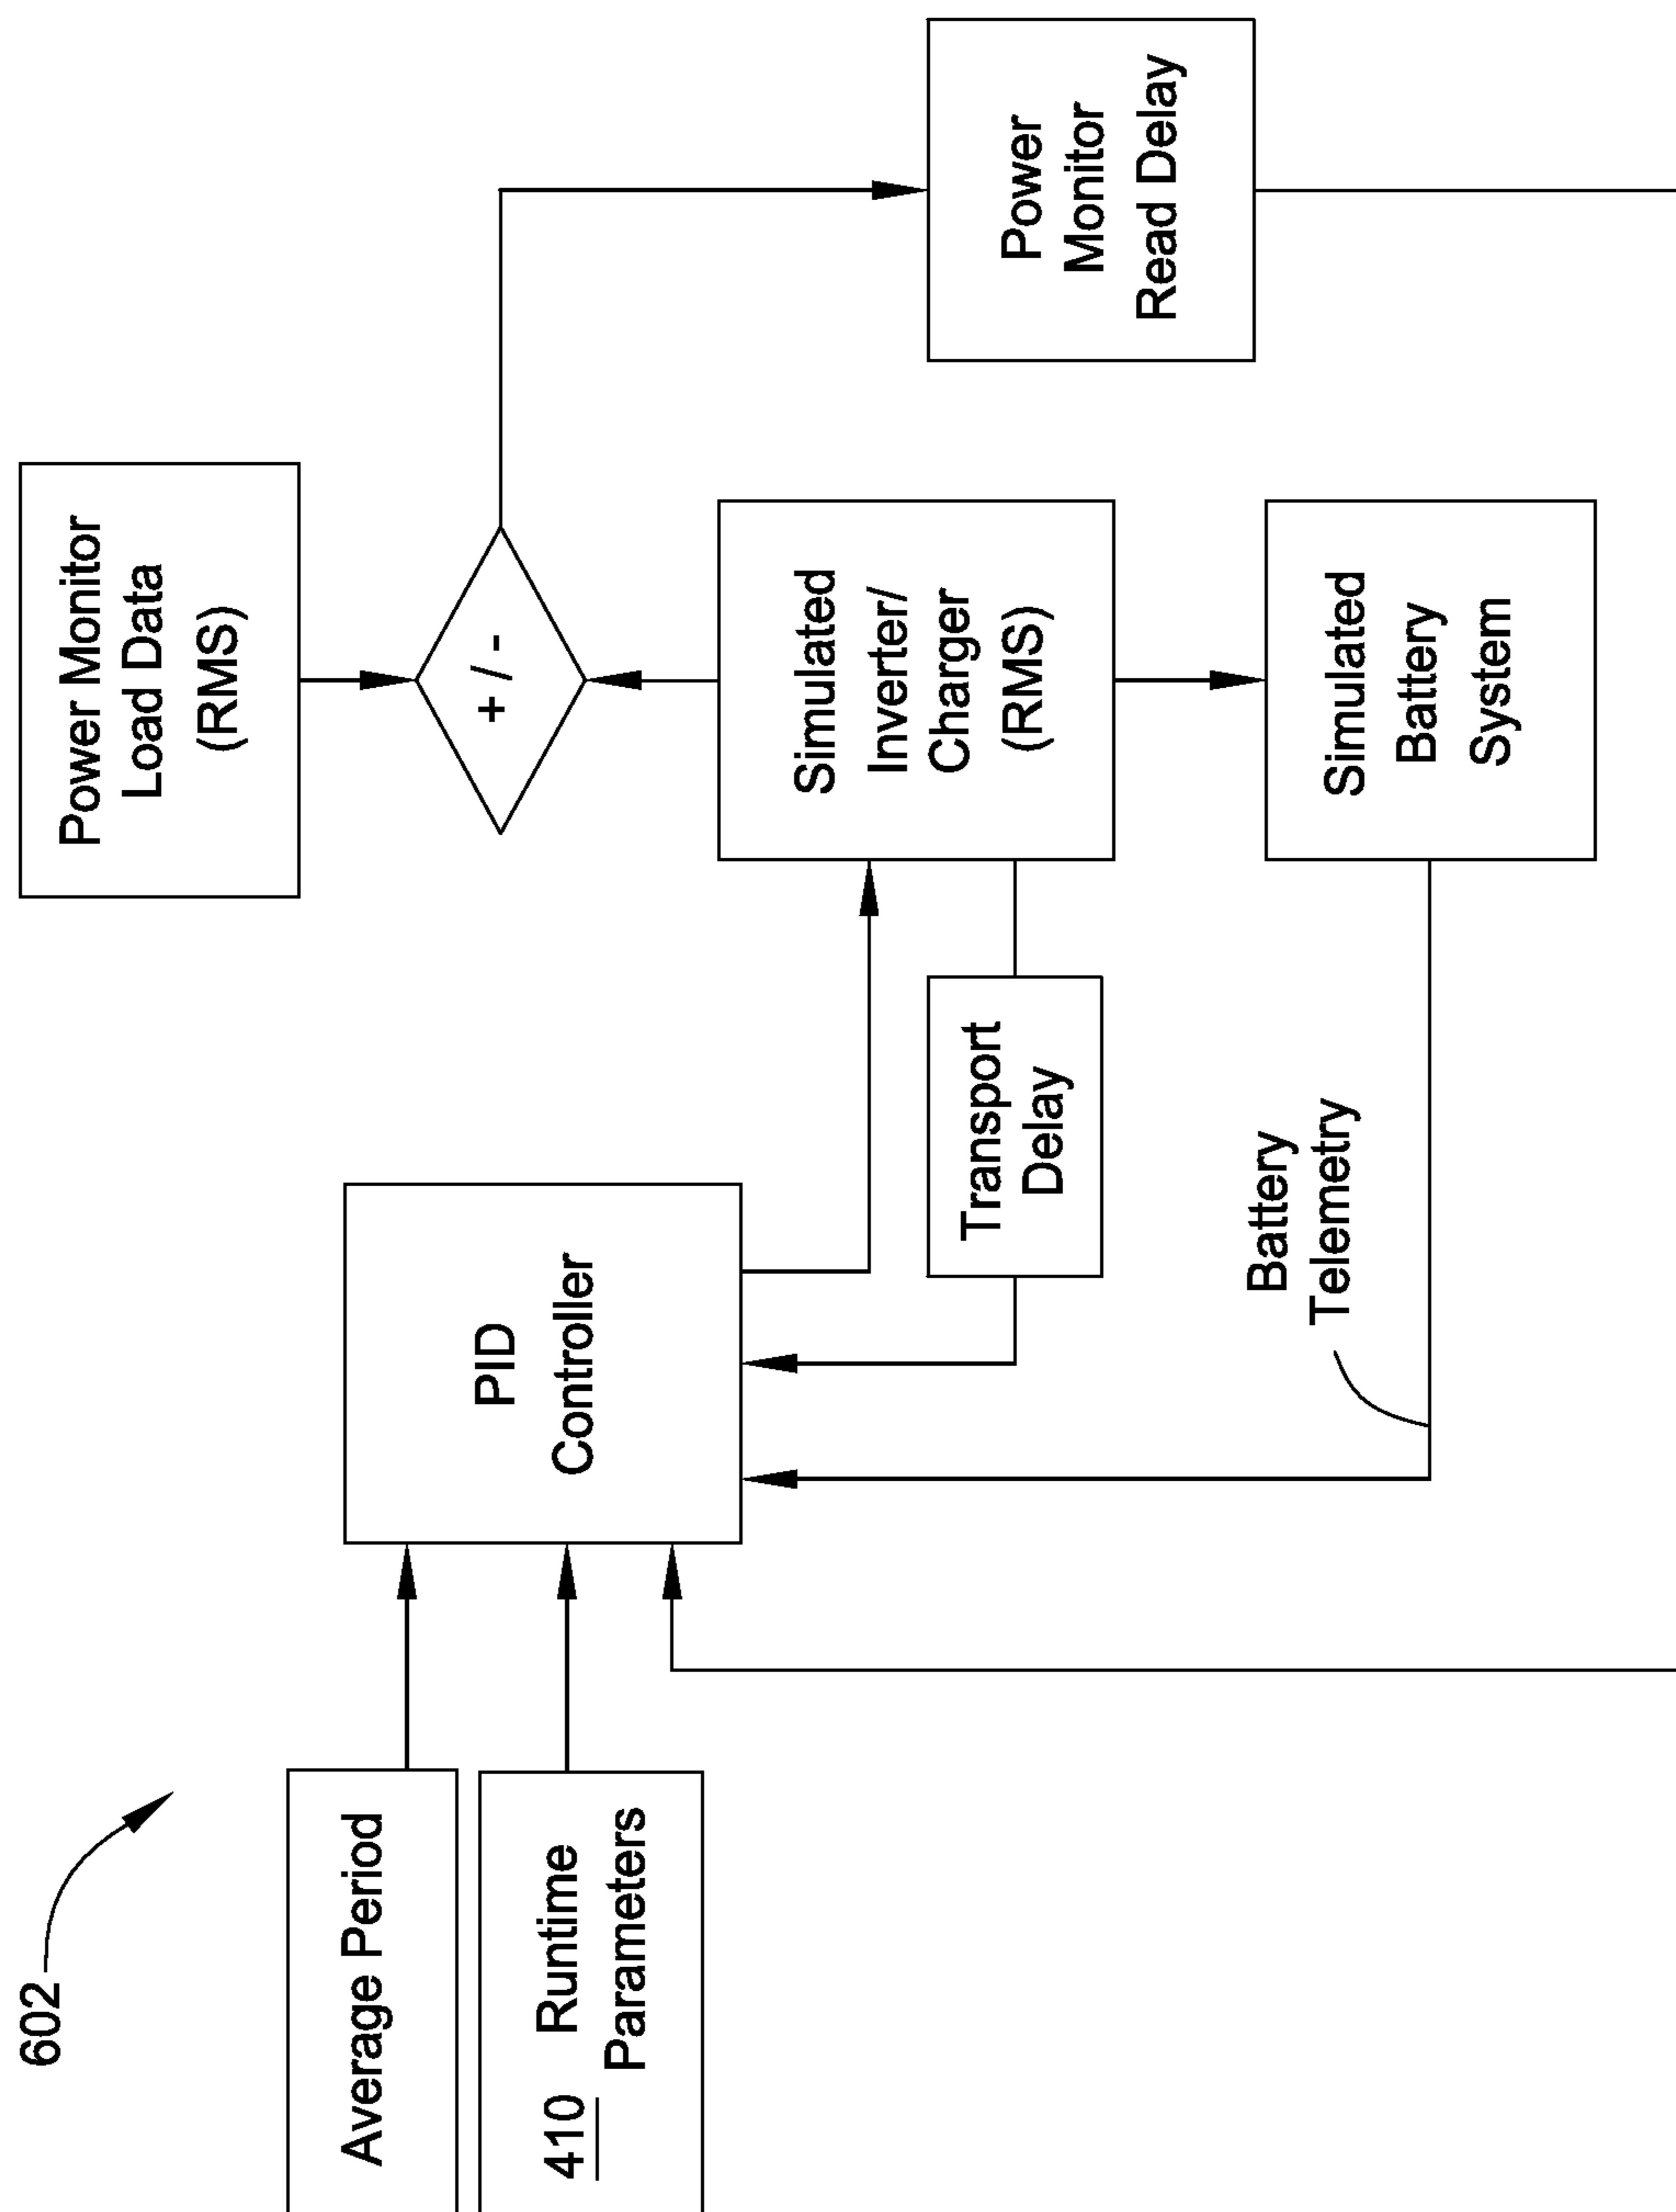 602
Average Period
410 Runtime
Parameters
PID
Controller
Power Monitor
Load Data
(RMS)
+ / -
Simulated
Inverter/
Charger
(RMS)
Transport
Delay
Battery
Telemetry
Simulated
Battery
System
Power
Monitor
Read Delay